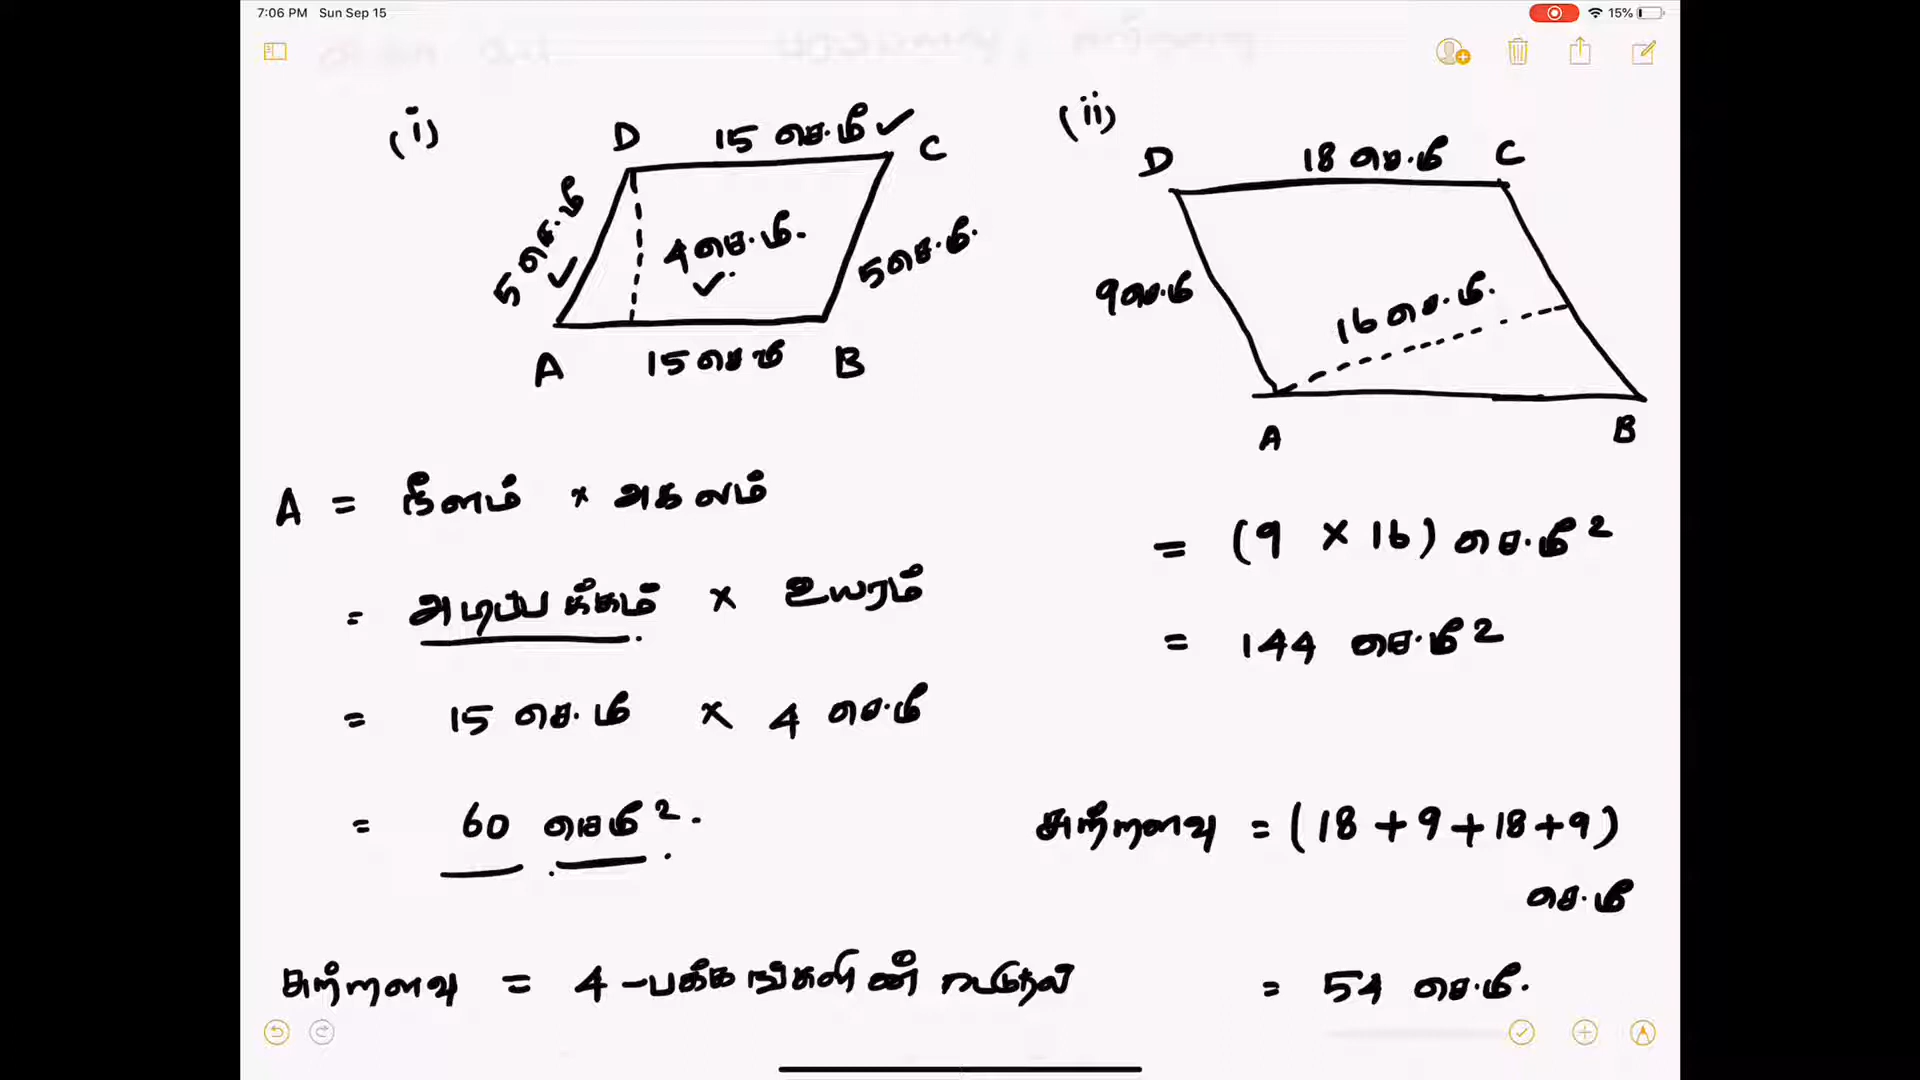 7:06 PM Sun Sep 15
15%
(i)
D 15 செ.மீ ✓ C
5 செ.மீ ✓
4 செ.மீ. ✓
5 செ.மீ.
A 15 செ மீ B
A = நீளம் × அகலம்
= அடிப்பக்கம் × உயரம்
= 15 செ.மீ × 4 செ.மீ
= 60 செமீ².
சுற்றளவு = 4 -பக்கங்களின் கூடுதல்
(ii)
D 18 செ.மீ C
9 செ.மீ
16 செ.மீ.
A B
= (9 × 16) செ.மீ²
= 144 செ.மீ²
சுற்றளவு = (18 + 9 + 18 + 9)
செ.மீ
= 54 செ.மீ.